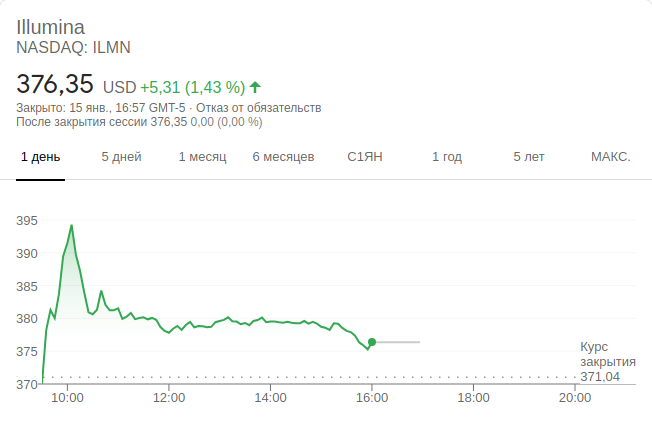 Illumina
NASDAQ: ILMN
376,35 USD +5,31 (1,43 %)
Закрыто: 15 янв., 16:57 GMT-5 · Отказ от обязательств
После закрытия сессии 376,35 0,00 (0,00 %)
1 день 5 дней 1 месяц 6 месяцев С1ЯН 1 год 5 лет МАКС.
395
390
385
380
375
370
Курс
закрытия
371,04
10:00 12:00 14:00 16:00 18:00 20:00